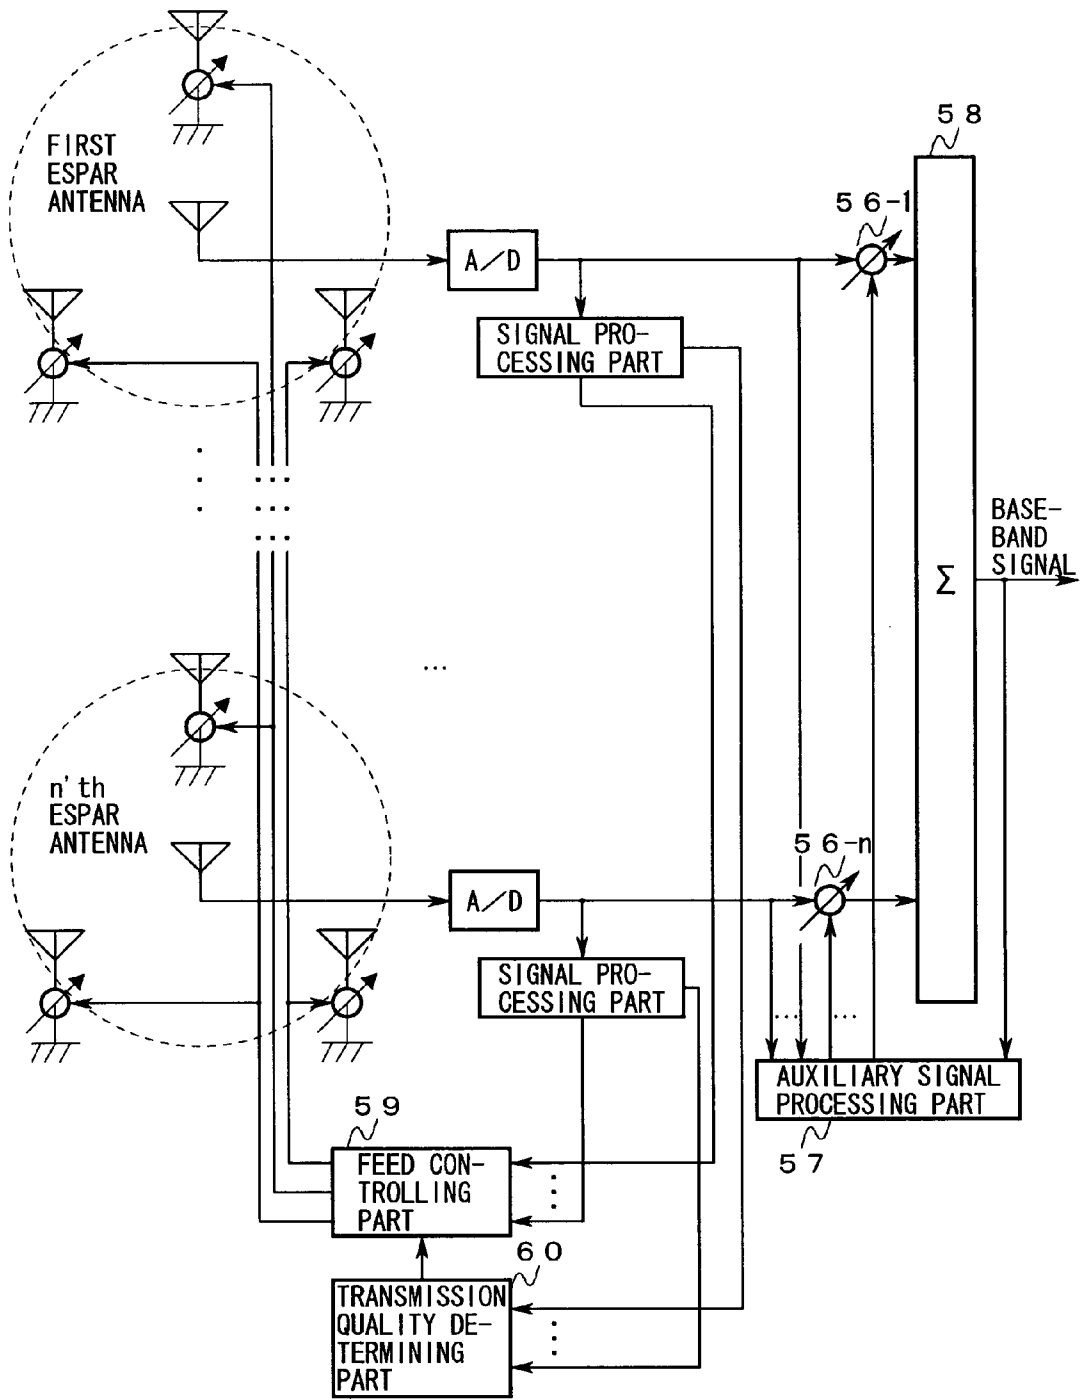 58
FIRST
ESPAR
ANTENNA
56-1
A/D
SIGNAL PRO-
CESSING PART
BASE-
BAND
SIGNAL
Σ
n'th
ESPAR
ANTENNA
56-n
A/D
SIGNAL PRO-
CESSING PART
AUXILIARY SIGNAL
PROCESSING PART
57
59
FEED CON-
TROLLING
PART
60
TRANSMISSION
QUALITY DE-
TERMINING
PART